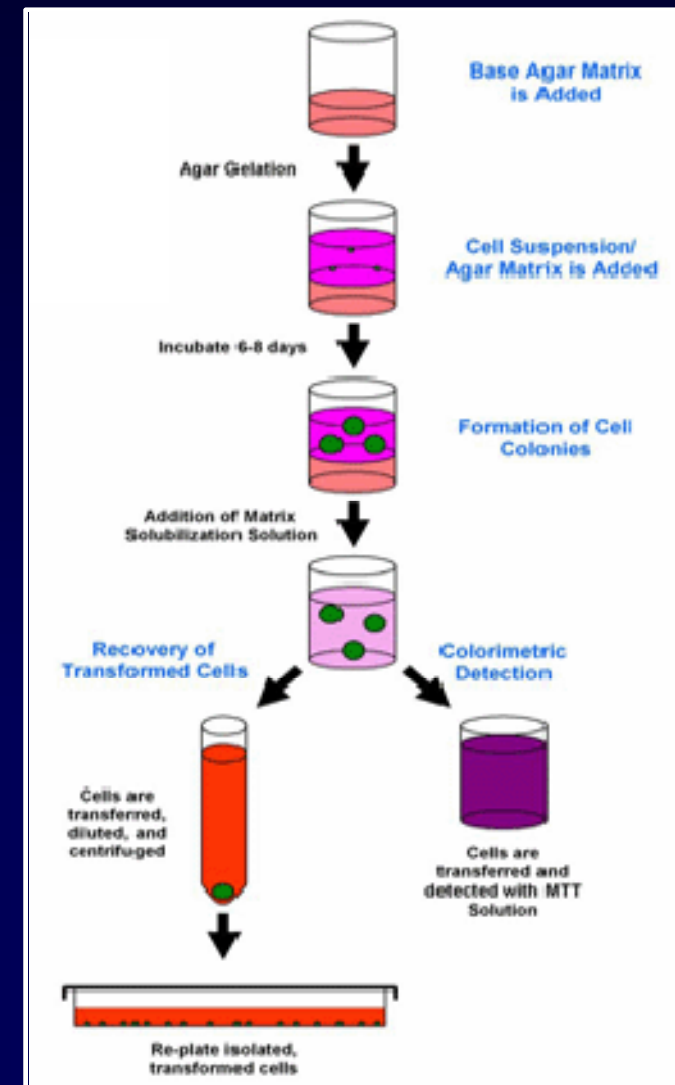 Base Agar Matrix
is Added
Agar Gelation
Cell Suspension/
Agar Matrix is Added
Incubate 6-8 days
Formation of Cell
Colonies
Addition of Matrix
Solubilization Solution
Recovery of
Transformed Cells
Colorimetric
Detection
Cells are
transferred,
diluted, and
centrifuged
Cells are
transferred and
detected with MTT
Solution
Re-plate isolated,
transformed cells